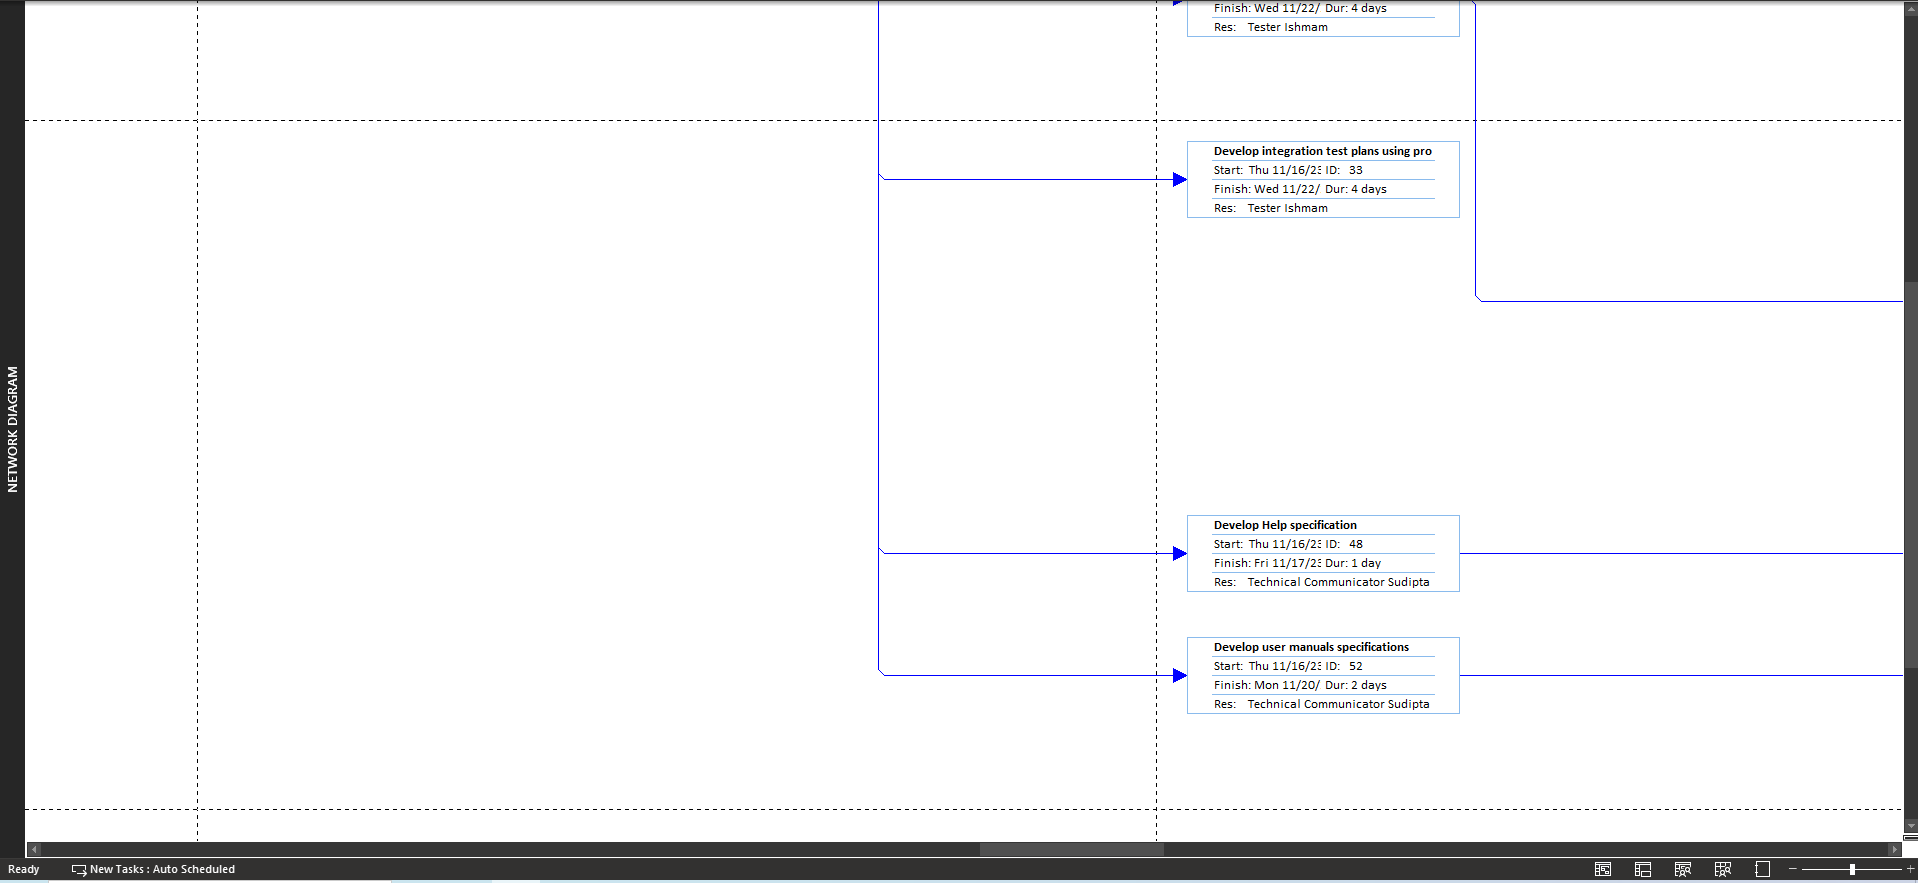 Finish: Wed 11/22/ Dur: 4 days
Res: Tester Ishmam
Develop integration test plans using pro
Start: Thu 11/16/23 ID: 33
Finish: Wed 11/22/ Dur: 4 days
Res: Tester Ishmam
NETWORK DIAGRAM
Develop Help specification
Start: Thu 11/16/23 ID: 48
Finish: Fri 11/17/23 Dur: 1 day
Res: Technical Communicator Sudipta
Develop user manuals specifications
Start: Thu 11/16/23 ID: 52
Finish: Mon 11/20/ Dur: 2 days
Res: Technical Communicator Sudipta
Ready
New Tasks : Auto Scheduled